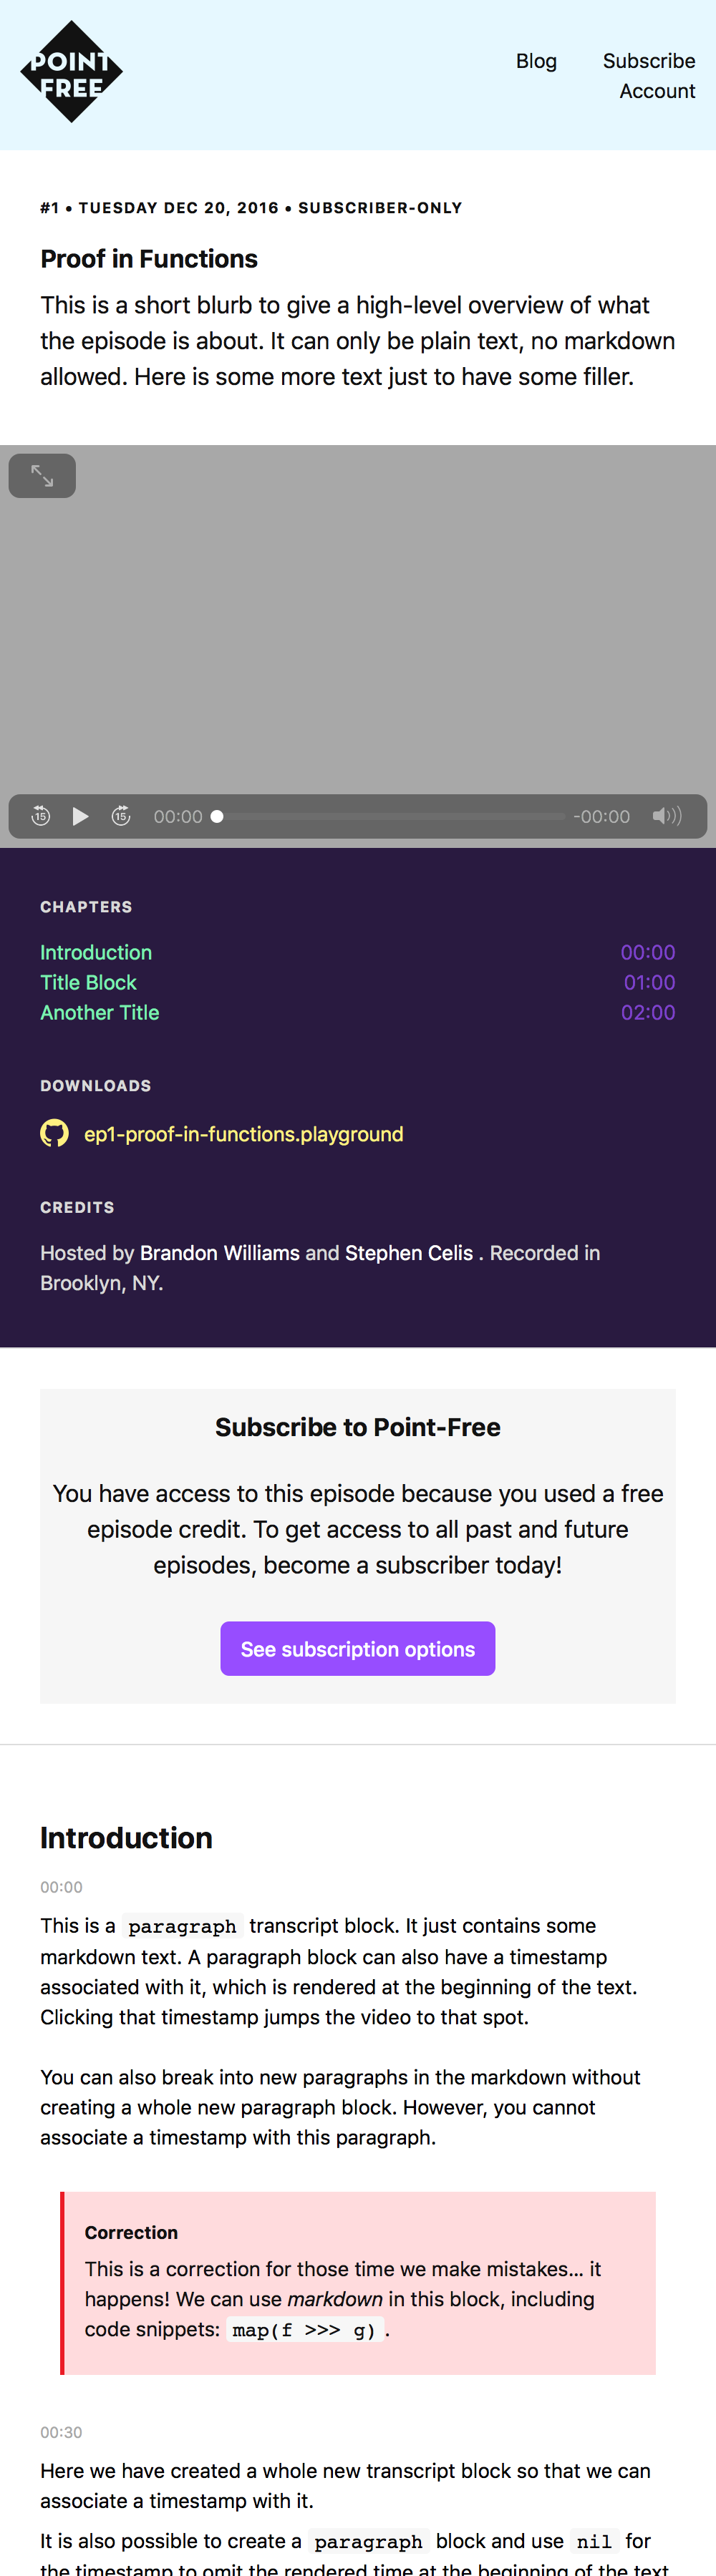 POINT
FREE
Blog Subscribe
Account
#1 • TUESDAY DEC 20, 2016 • SUBSCRIBER-ONLY
Proof in Functions
This is a short blurb to give a high-level overview of what
the episode is about. It can only be plain text, no markdown
allowed. Here is some more text just to have some filler.
15 15 00:00 -00:00
CHAPTERS
Introduction 00:00
Title Block 01:00
Another Title 02:00
DOWNLOADS
ep1-proof-in-functions.playground
CREDITS
Hosted by Brandon Williams and Stephen Celis . Recorded in
Brooklyn, NY.
Subscribe to Point-Free
You have access to this episode because you used a free
episode credit. To get access to all past and future
episodes, become a subscriber today!
See subscription options
Introduction
00:00
This is a paragraph transcript block. It just contains some
markdown text. A paragraph block can also have a timestamp
associated with it, which is rendered at the beginning of the text.
Clicking that timestamp jumps the video to that spot.
You can also break into new paragraphs in the markdown without
creating a whole new paragraph block. However, you cannot
associate a timestamp with this paragraph.
Correction
This is a correction for those time we make mistakes... it
happens! We can use markdown in this block, including
code snippets: map(f >>> g).
00:30
Here we have created a whole new transcript block so that we can
associate a timestamp with it.
It is also possible to create a paragraph block and use nil for
the timestamp to omit the rendered time at the beginning of the text